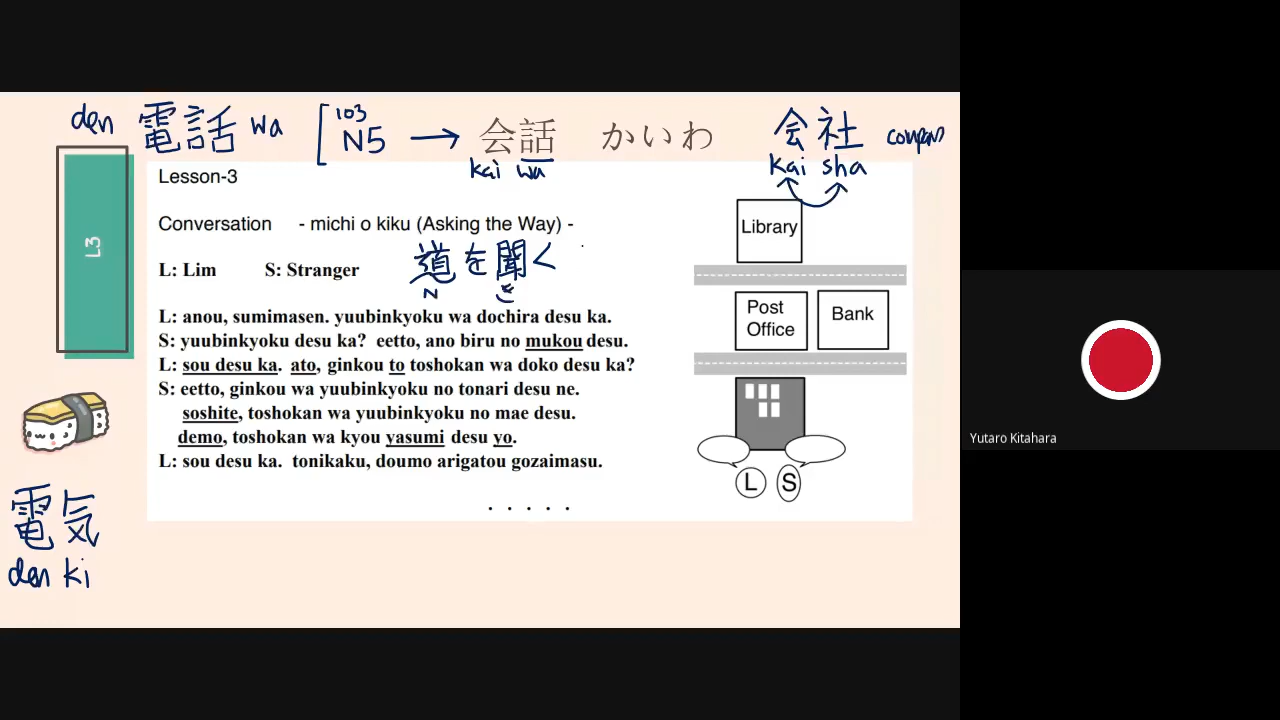 den 電話 wa [ 103 N5 → 会話 かいわ 会社 compan
kai wa Kai sha
Lesson-3
Conversation - michi o kiku (Asking the Way) -
道を聞く
L: Lim S: Stranger
N
L: anou, sumimasen. yuubinkyoku wa dochira desu ka.
S: yuubinkyoku desu ka? eetto, ano biru no mukou desu.
L: sou desu ka. ato, ginkou to toshokan wa doko desu ka?
S: eetto, ginkou wa yuubinkyoku no tonari desu ne.
soshite, toshokan wa yuubinkyoku no mae desu.
demo, toshokan wa kyou yasumi desu yo.
L: sou desu ka. tonikaku, doumo arigatou gozaimasu.
. . . . .
L3
電気
den ki
Library
Post Office
Bank
L S
Yutaro Kitahara